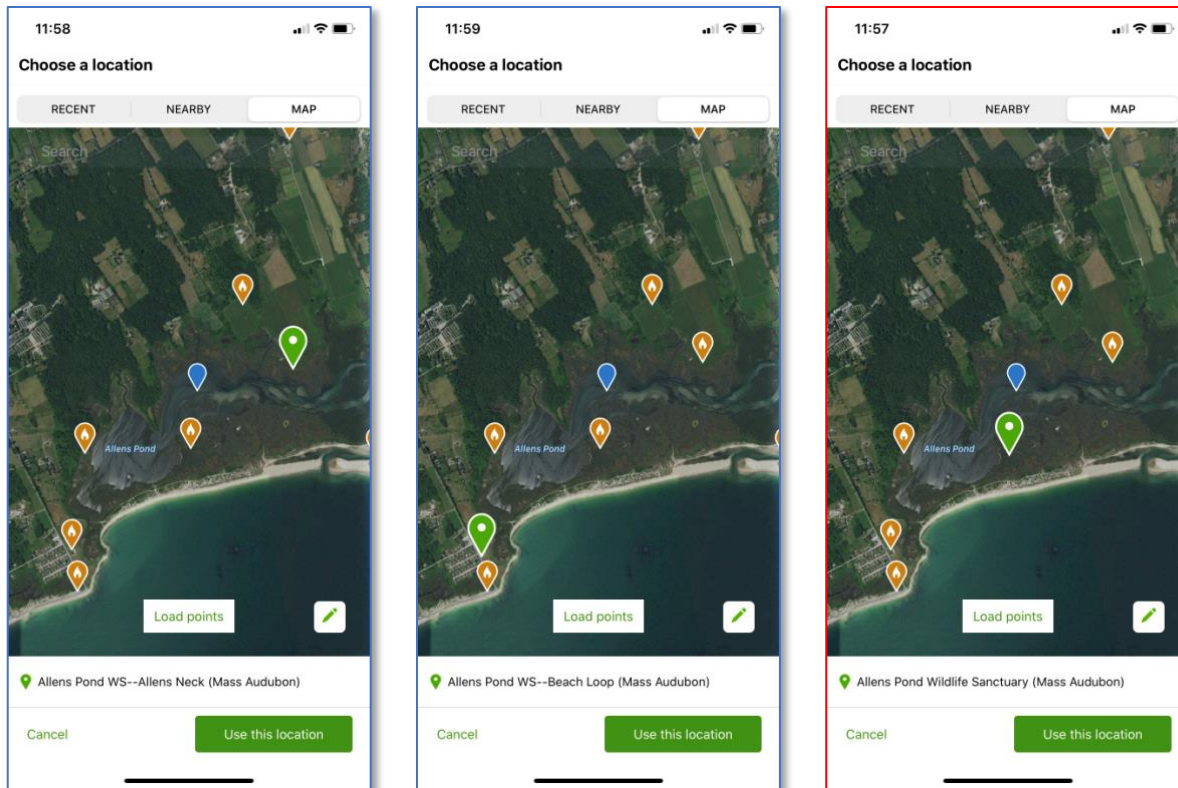 11:58
Choose a location
RECENT NEARBY MAP
Search
Allens Pond
Load points
Allens Pond WS--Allens Neck (Mass Audubon)
Cancel Use this location
11:59
Choose a location
RECENT NEARBY MAP
Search
Allens Pond
Load points
Allens Pond WS--Beach Loop (Mass Audubon)
Cancel Use this location
11:57
Choose a location
RECENT NEARBY MAP
Search
Allens Pond
Load points
Allens Pond Wildlife Sanctuary (Mass Audubon)
Cancel Use this location